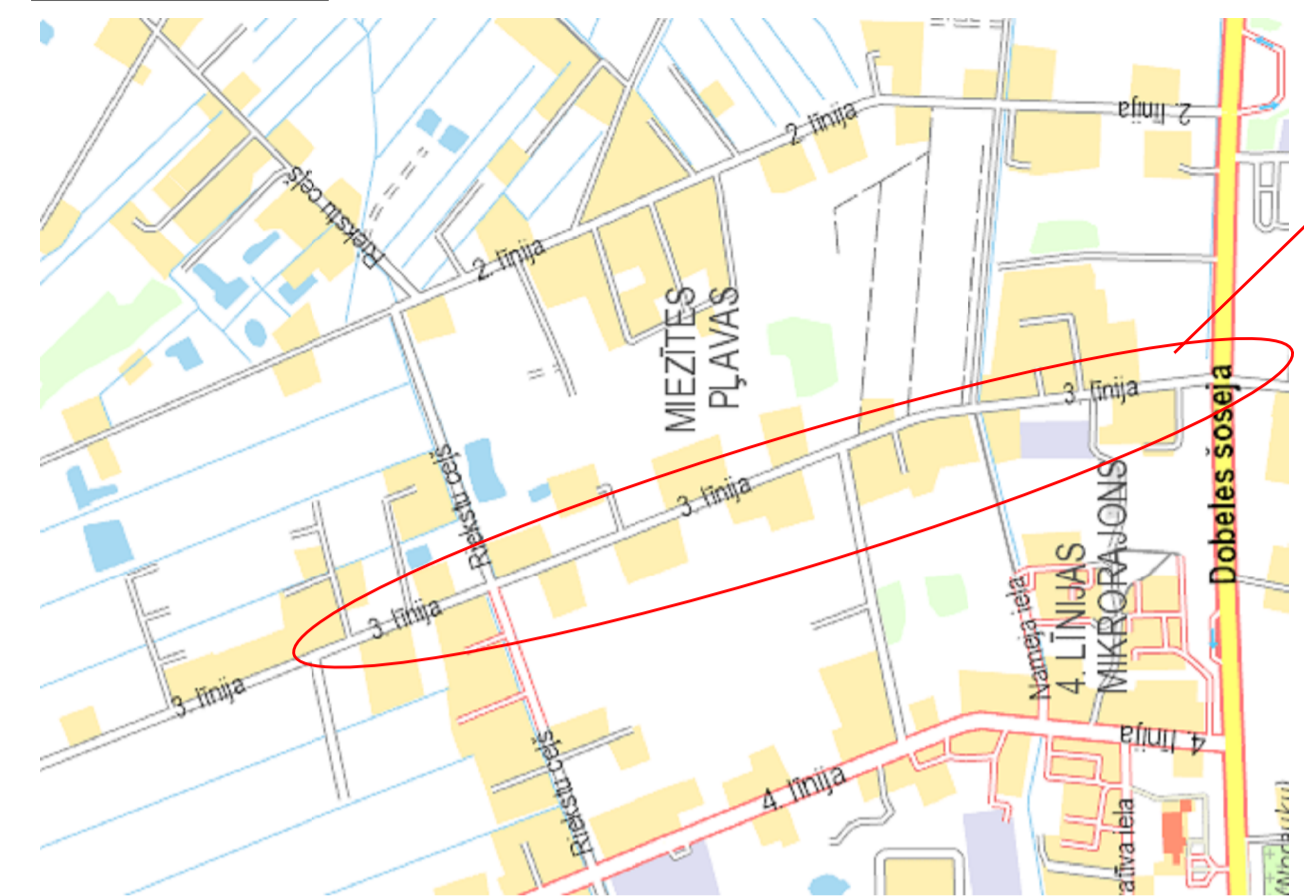 2. līnija
2. līnija
Riekstu ceļš
2. līnija
MIEZĪTES
PĻAVAS
3. līnija
Dobeles šoseja
Riekstu ceļš
3. līnija
4. LĪNIJAS
MIKRORAJONS
Nameja iela
3. līnija
3. līnija
4. līnija
Riekstu ceļš
4. līnija